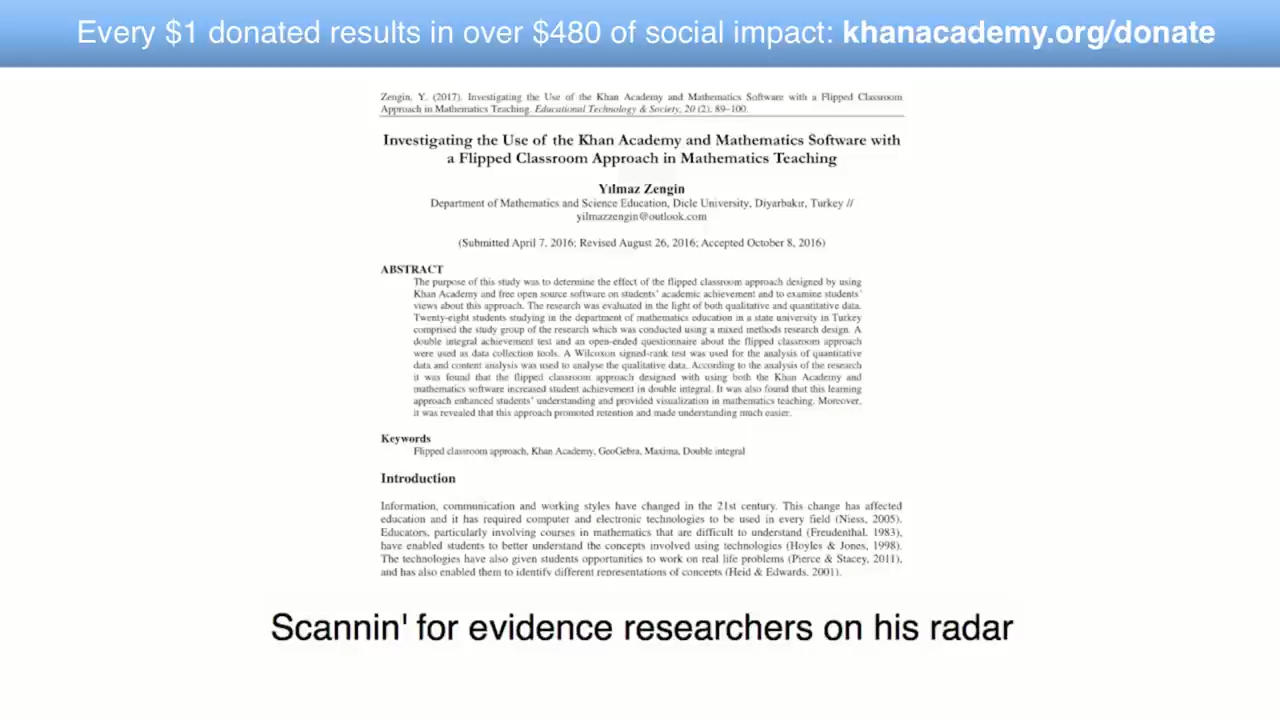 Every $1 donated results in over $480 of social impact: khanacademy.org/donate
Zengin, Y. (2017). Investigating the Use of the Khan Academy and Mathematics Software with a Flipped Classroom
Approach in Mathematics Teaching. Educational Technology & Society, 20 (2), 89–100.
Investigating the Use of the Khan Academy and Mathematics Software with
a Flipped Classroom Approach in Mathematics Teaching
Yılmaz Zengin
Department of Mathematics and Science Education, Dicle University, Diyarbakır, Turkey //
yilmazzengin@outlook.com
(Submitted April 7, 2016; Revised August 26, 2016; Accepted October 8, 2016)
ABSTRACT
The purpose of this study was to determine the effect of the flipped classroom approach designed by using
Khan Academy and free open source software on students' academic achievement and to examine students'
views about this approach. The research was evaluated in the light of both qualitative and quantitative data.
Twenty-eight students studying in the department of mathematics education in a state university in Turkey
comprised the study group of the research which was conducted using a mixed methods research design. A
double integral achievement test and an open-ended questionnaire about the flipped classroom approach
were used as data collection tools. A Wilcoxon signed-rank test was used for the analysis of quantitative
data and content analysis was used to analyse the qualitative data. According to the analysis of the research
it was found that the flipped classroom approach designed with using both the Khan Academy and
mathematics software increased student achievement in double integral. It was also found that this learning
approach enhanced students' understanding and provided visualization in mathematics teaching. Moreover,
it was revealed that this approach promoted retention and made understanding much easier.
Keywords
Flipped classroom approach, Khan Academy, GeoGebra, Maxima, Double integral
Introduction
Information, communication and working styles have changed in the 21st century. This change has affected
education and it has required computer and electronic technologies to be used in every field (Niess, 2005).
Educators, particularly involving courses in mathematics that are difficult to understand (Freudenthal, 1983),
have enabled students to better understand the concepts involved using technologies (Hoyles & Jones, 1998).
The technologies have also given students opportunities to work on real life problems (Pierce & Stacey, 2011),
and has also enabled them to identify different representations of concepts (Heid & Edwards, 2001).
Scannin' for evidence researchers on his radar